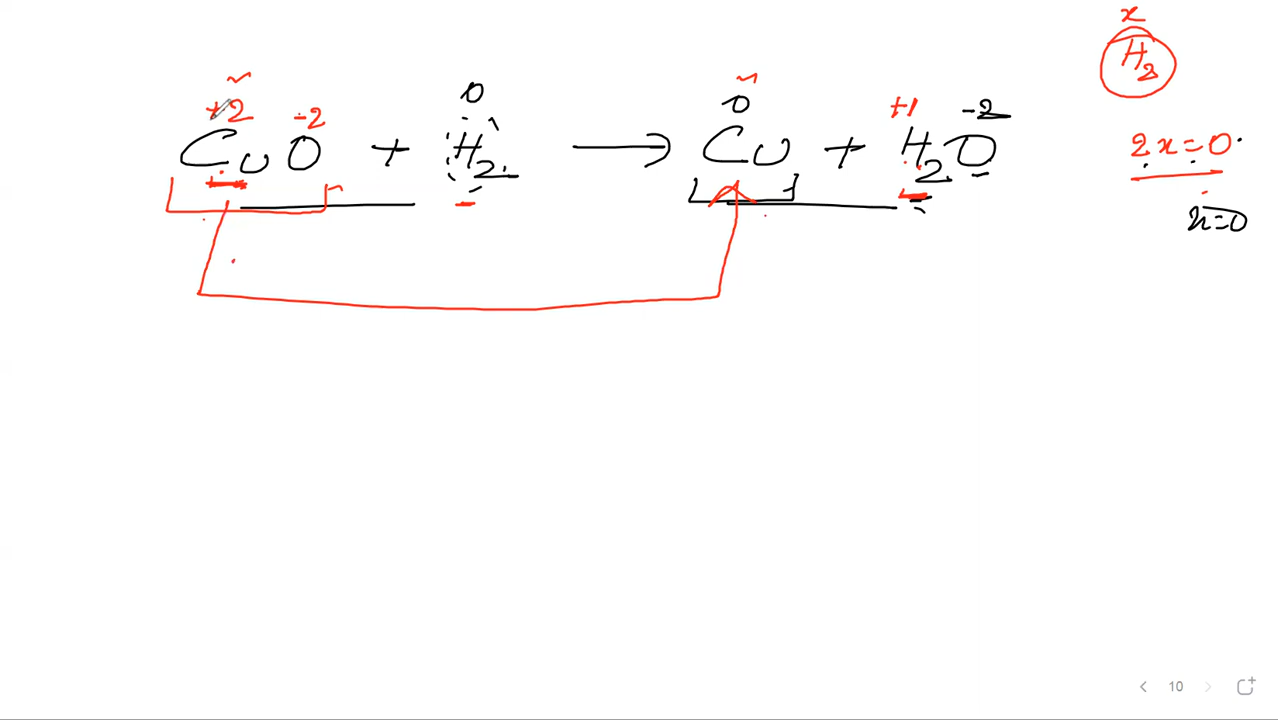 x
H2
+2 -2 0 0 +1 -2
CuO + H2 → Cu + H2O
2x=0
x=0
10